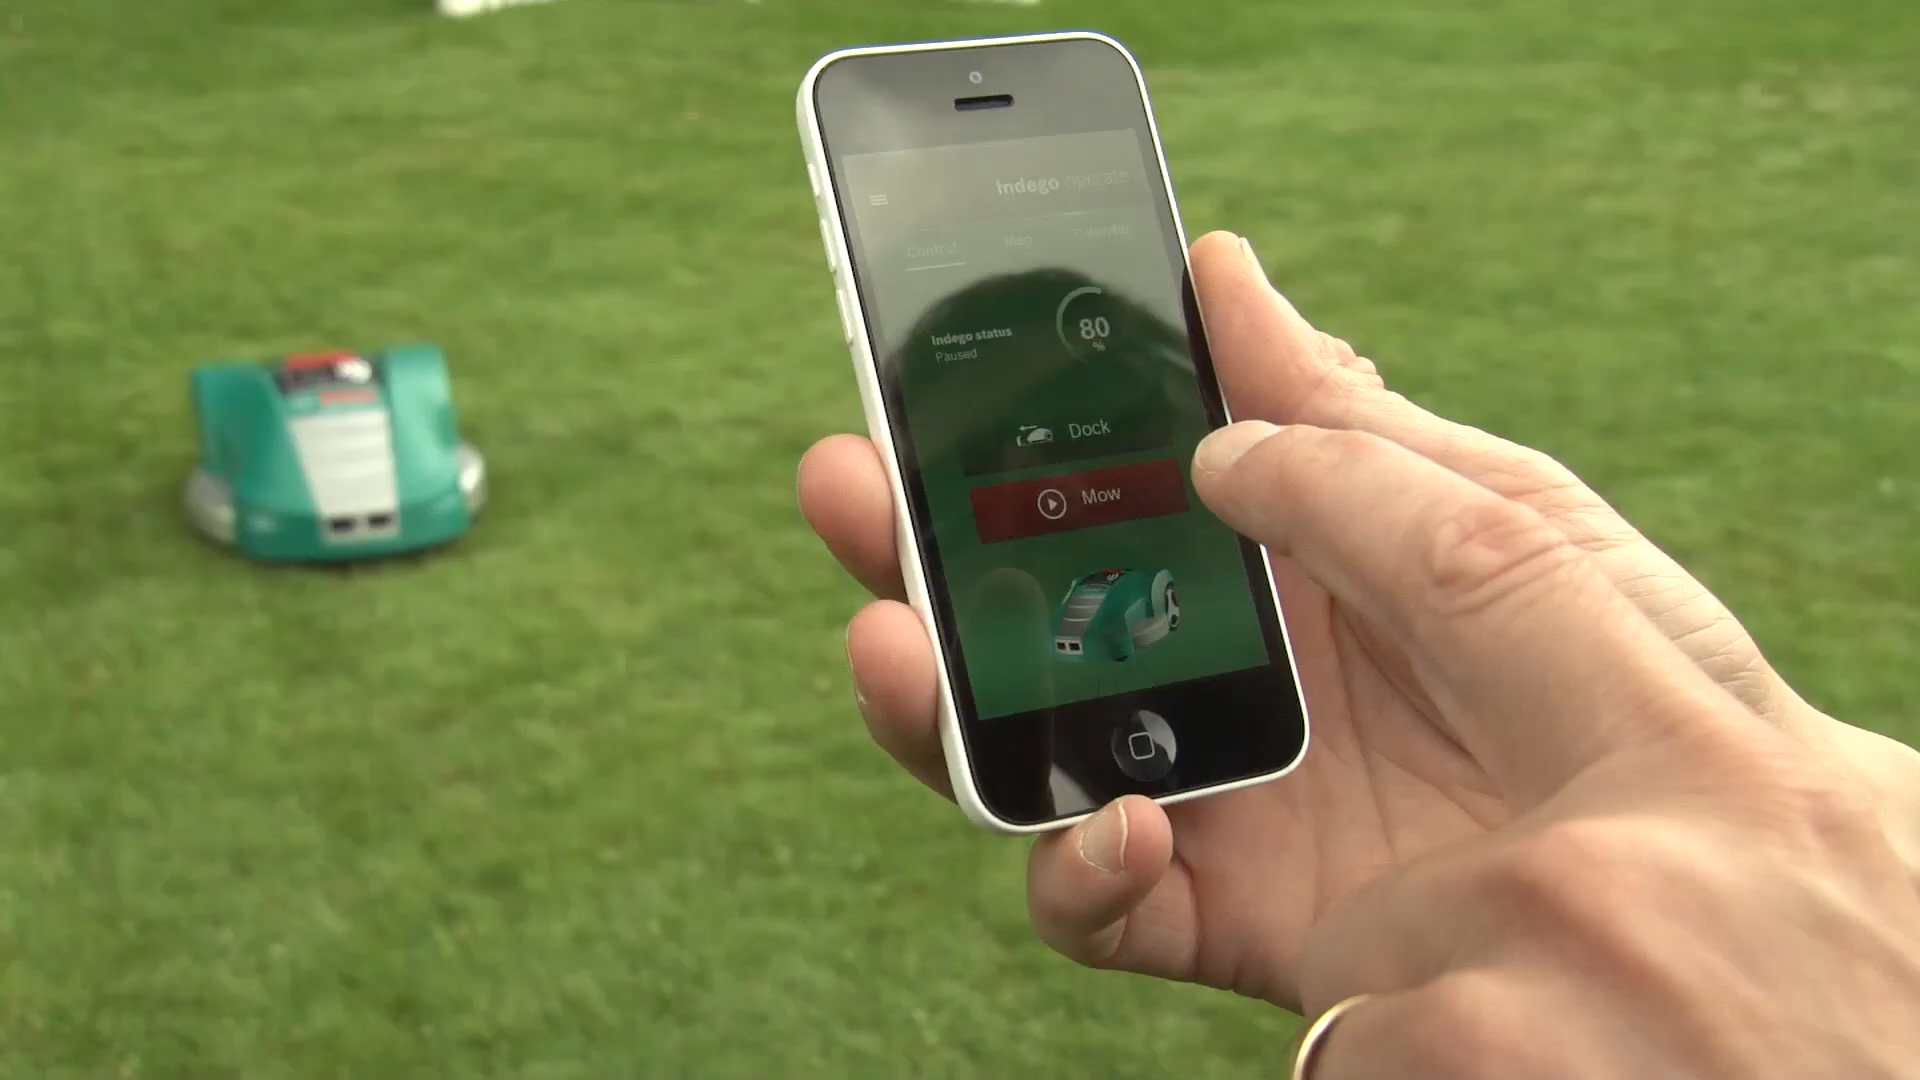 Indego operate
Control Map Calendar
Indego status
Paused
80
%
Dock
Mow